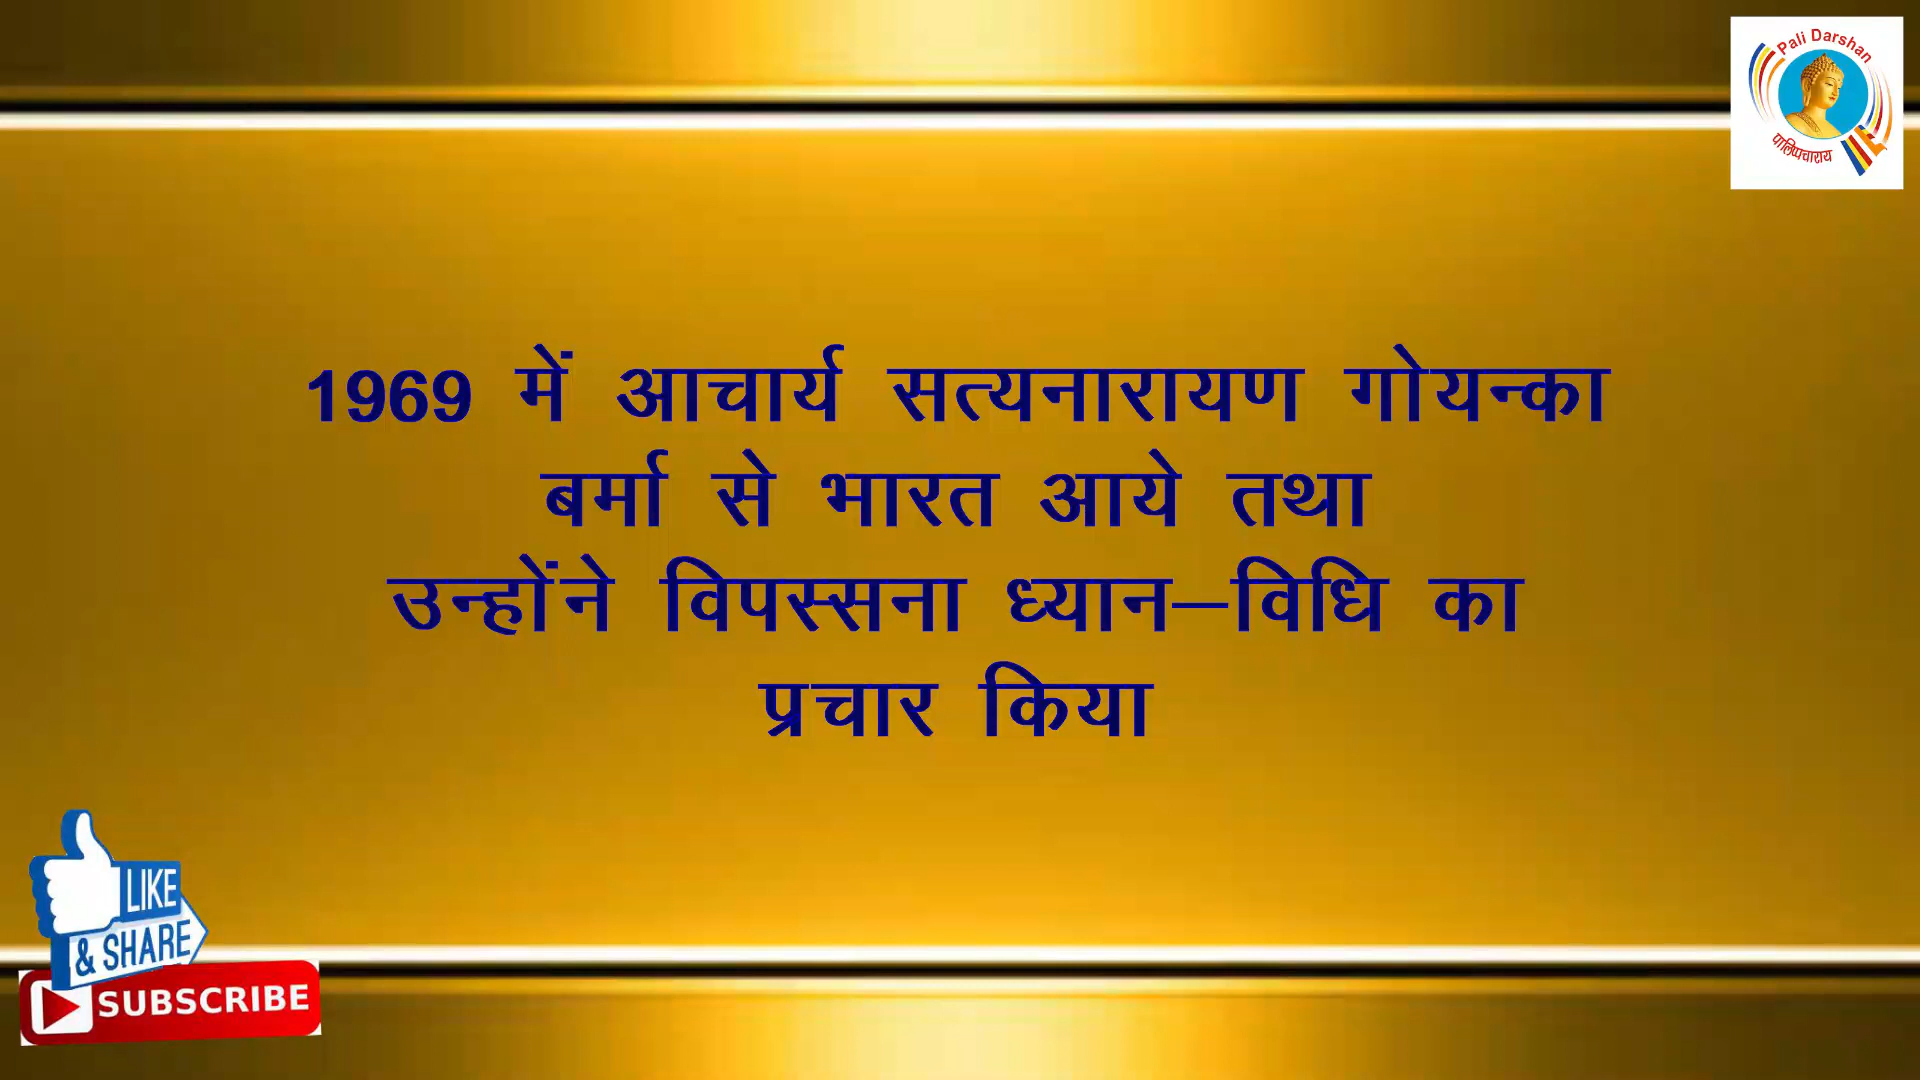 Pali Darshan
पालिप्पचाराय
1969 में आचार्य सत्यनारायण गोयन्का
बर्मा से भारत आये तथा
उन्होंने विपस्सना ध्यान–विधि का
प्रचार किया
LIKE
& SHARE
SUBSCRIBE